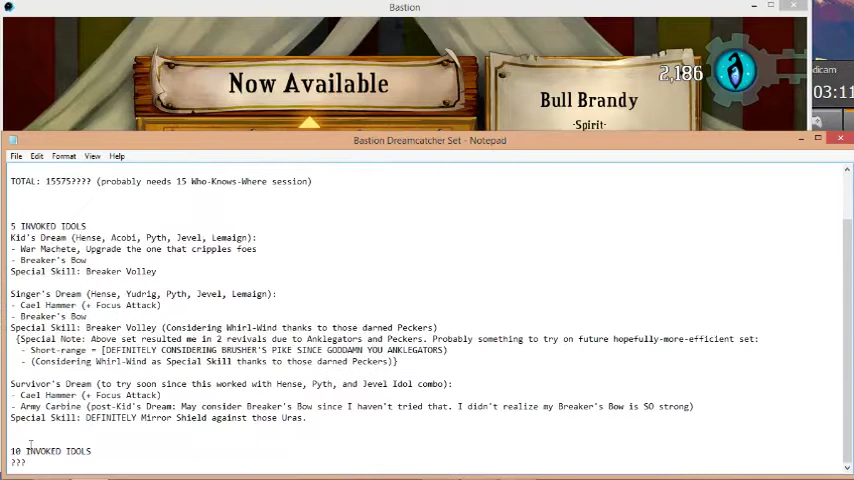 Bastion
Now Available
2,186
Bull Brandy
-Spirit-
dicam
03:11
Bastion Dreamcatcher Set - Notepad
File Edit Format View Help
TOTAL: 15575???? (probably needs 15 Who-Knows-Where session)
5 INVOKED IDOLS
Kid's Dream (Hense, Acobi, Pyth, Jevel, Lemaign):
- War Machete, Upgrade the one that cripples foes
- Breaker's Bow
Special Skill: Breaker Volley
Singer's Dream (Hense, Yudrig, Pyth, Jevel, Lemaign):
- Cael Hammer (+ Focus Attack)
- Breaker's Bow
Special Skill: Breaker Volley (Considering Whirl-Wind thanks to those darned Peckers)
{Special Note: Above set resulted me in 2 revivals due to Anklegators and Peckers. Probably something to try on future hopefully-more-efficient set:
- Short-range = [DEFINITELY CONSIDERING BRUSHER'S PIKE SINCE GODDAMN YOU ANKLEGATORS)
- (Considering Whirl-Wind as Special Skill thanks to those darned Peckers)}
Survivor's Dream (to try soon since this worked with Hense, Pyth, and Jevel Idol combo):
- Cael Hammer (+ Focus Attack)
- Army Carbine (post-Kid's Dream: May consider Breaker's Bow since I haven't tried that. I didn't realize my Breaker's Bow is SO strong)
Special Skill: DEFINITELY Mirror Shield against those Uras.
10 INVOKED IDOLS
???